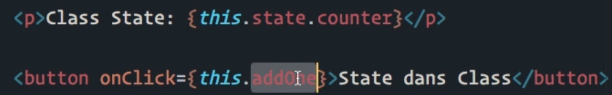 <p>Class State: {this.state.counter}</p>
<button onClick={this.addOne}>State dans Class</button>